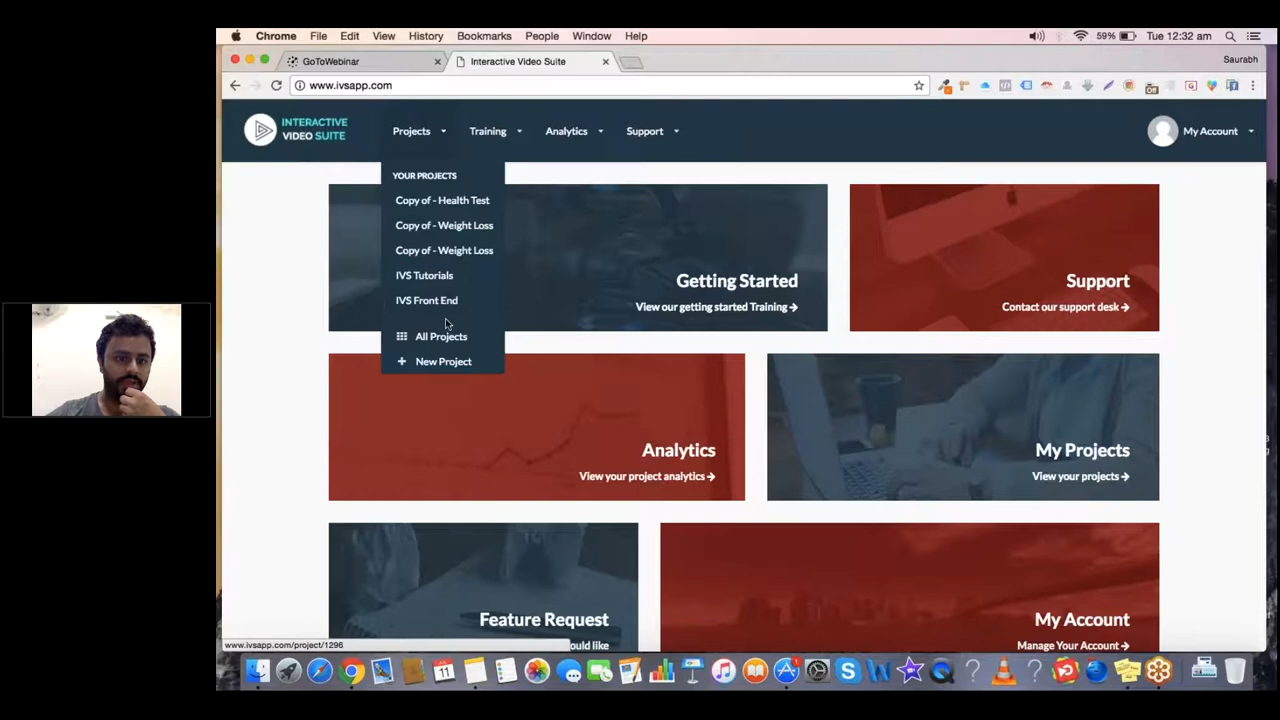 Chrome File Edit View History Bookmarks People Window Help 59% Tue 12:32 am
GoToWebinar Interactive Video Suite Saurabh
www.ivsapp.com
INTERACTIVE VIDEO SUITE
Projects Training Analytics Support My Account
YOUR PROJECTS
Copy of - Health Test
Copy of - Weight Loss
Copy of - Weight Loss
IVS Tutorials
IVS Front End
All Projects
New Project
Getting Started
View our getting started Training
Support
Contact our support desk
Analytics
View your project analytics
My Projects
View your projects
Feature Request
ould like
My Account
Manage Your Account
www.ivsapp.com/project/1296